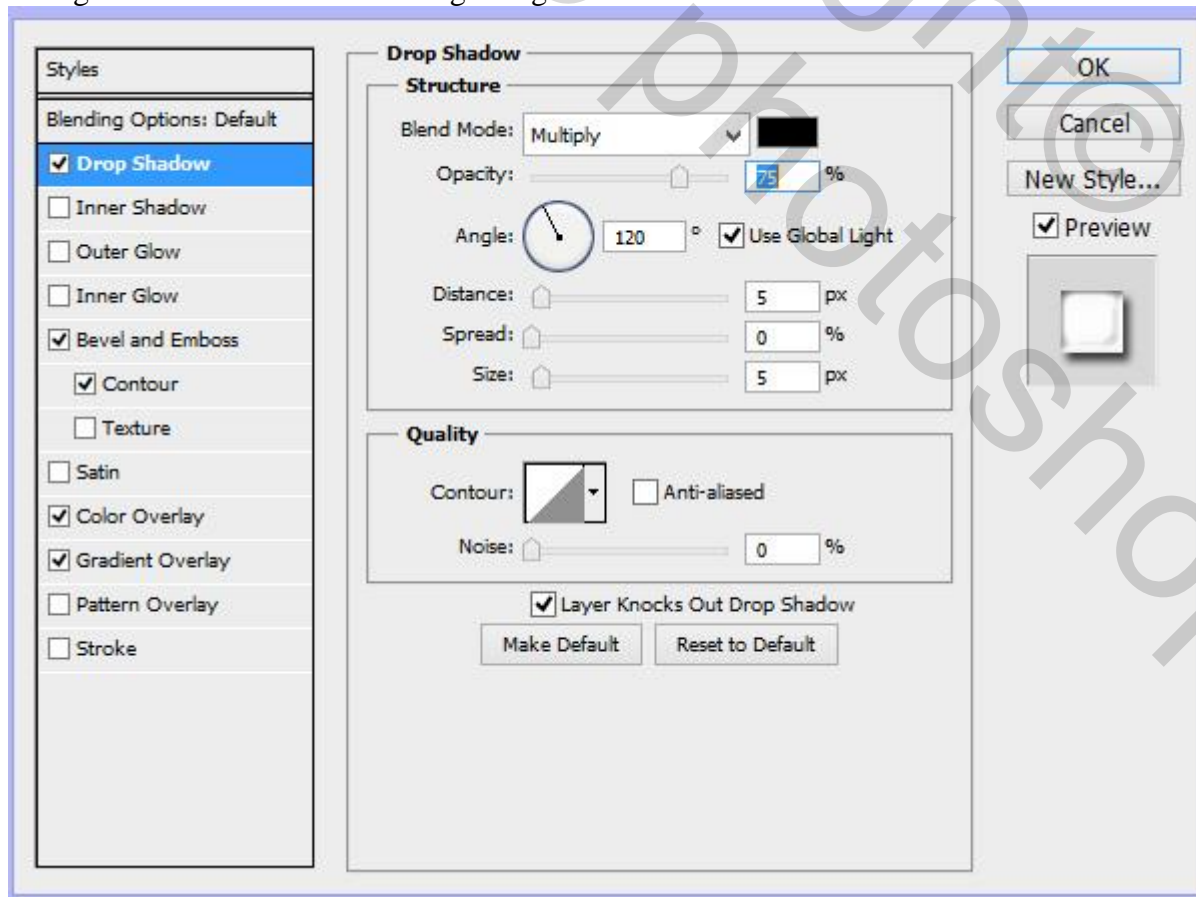 Styles
Blending Options: Default
Drop Shadow
Inner Shadow
Outer Glow
Inner Glow
Bevel and Emboss
Contour
Texture
Satin
Color Overlay
Gradient Overlay
Pattern Overlay
Stroke
Drop Shadow
Structure
Blend Mode: Multiply
Opacity: 75 %
Angle: 120 ° Use Global Light
Distance: 5 px
Spread: 0 %
Size: 5 px
Quality
Contour: Anti-aliased
Noise: 0 %
Layer Knocks Out Drop Shadow
Make Default Reset to Default
OK
Cancel
New Style...
Preview
photoshop